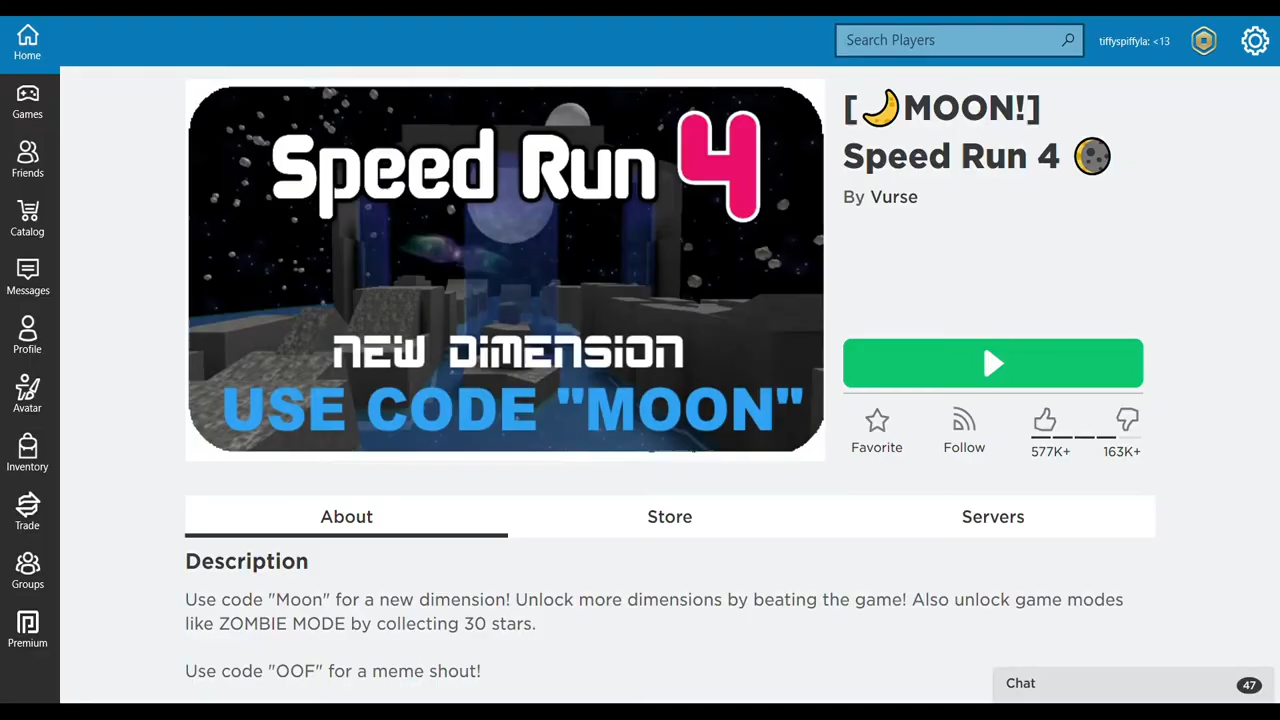 Home
Search Players
tiffyspiffyla: <13
Games
Friends
Catalog
Messages
Profile
Avatar
Inventory
Trade
Groups
Premium
Speed Run 4
NEW DIMENSION
USE CODE "MOON"
[🌙MOON!]
Speed Run 4 🌔
By Vurse
Favorite
Follow
577K+
163K+
About
Store
Servers
Description
Use code "Moon" for a new dimension! Unlock more dimensions by beating the game! Also unlock game modes
like ZOMBIE MODE by collecting 30 stars.
Use code "OOF" for a meme shout!
Chat
47